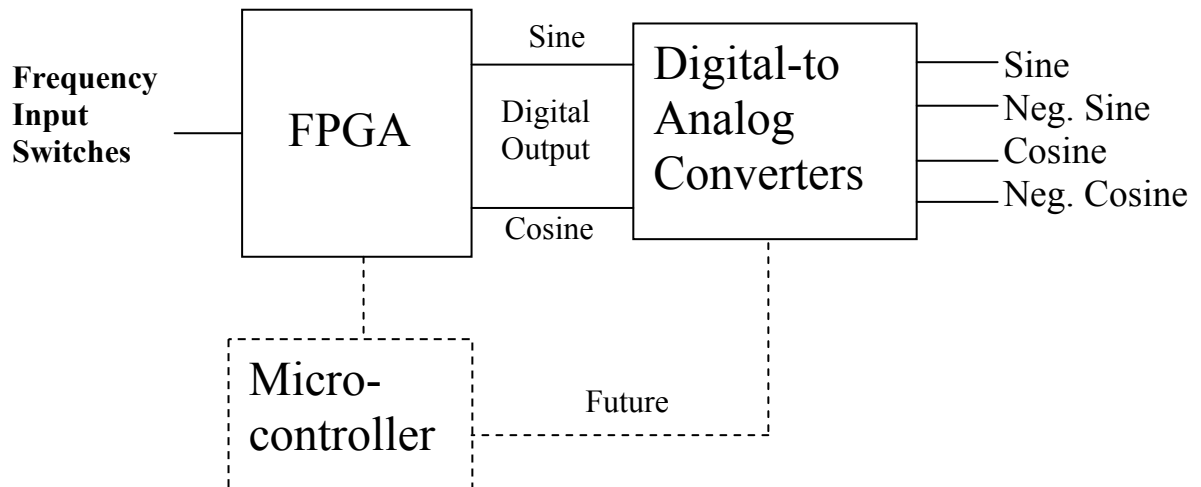 Frequency
Input
Switches
FPGA
Sine
Digital
Output
Cosine
Digital-to
Analog
Converters
Sine
Neg. Sine
Cosine
Neg. Cosine
Micro-
controller
Future